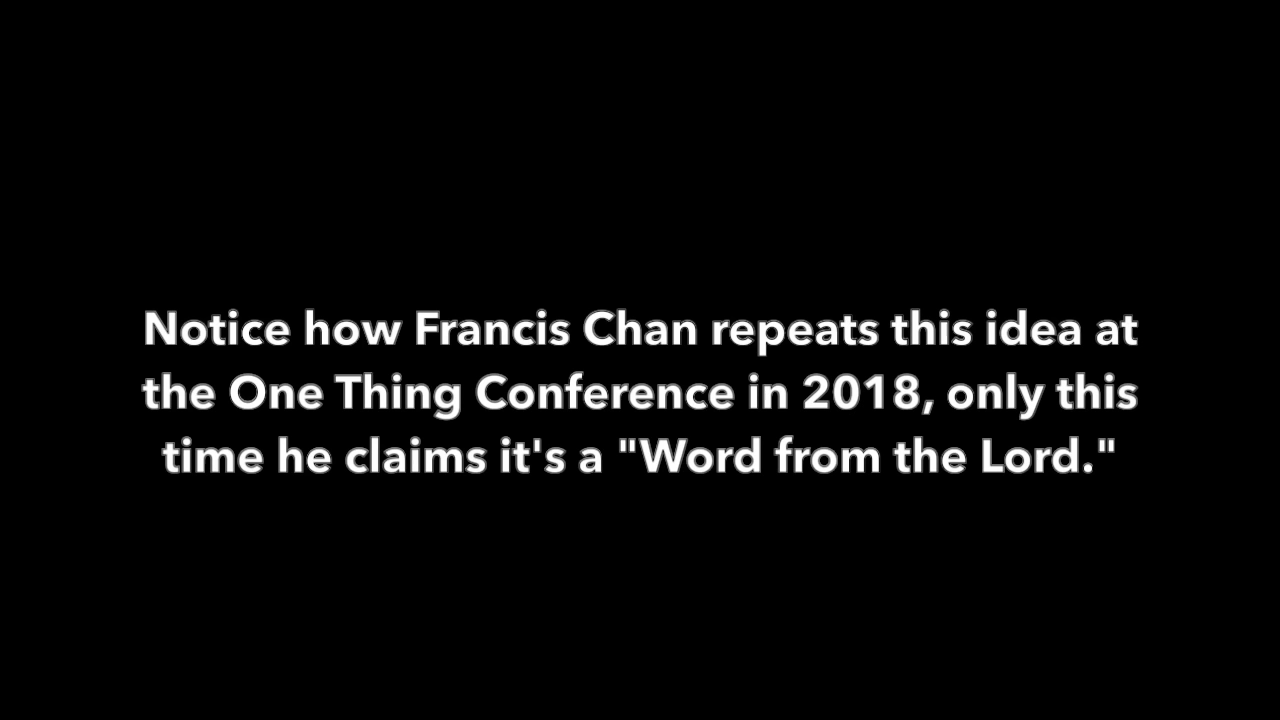 Notice how Francis Chan repeats this idea at
the One Thing Conference in 2018, only this
time he claims it's a "Word from the Lord."